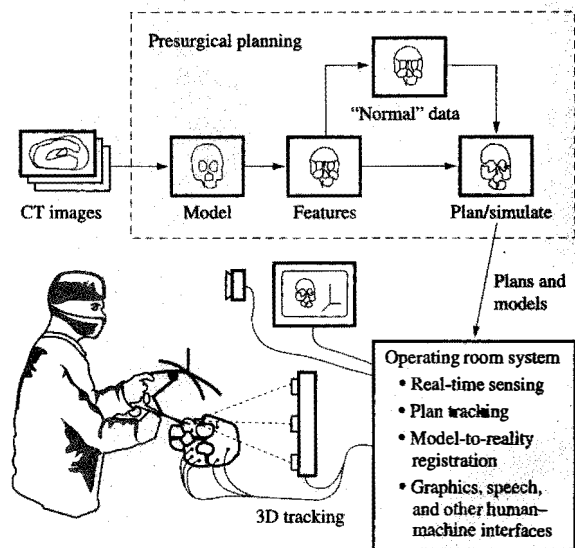 Presurgical planning
"Normal" data
CT images
Model
Features
Plan/simulate
Plans and
models
Operating room system
• Real-time sensing
• Plan tracking
• Model-to-reality
registration
• Graphics, speech,
and other human–
machine interfaces
3D tracking